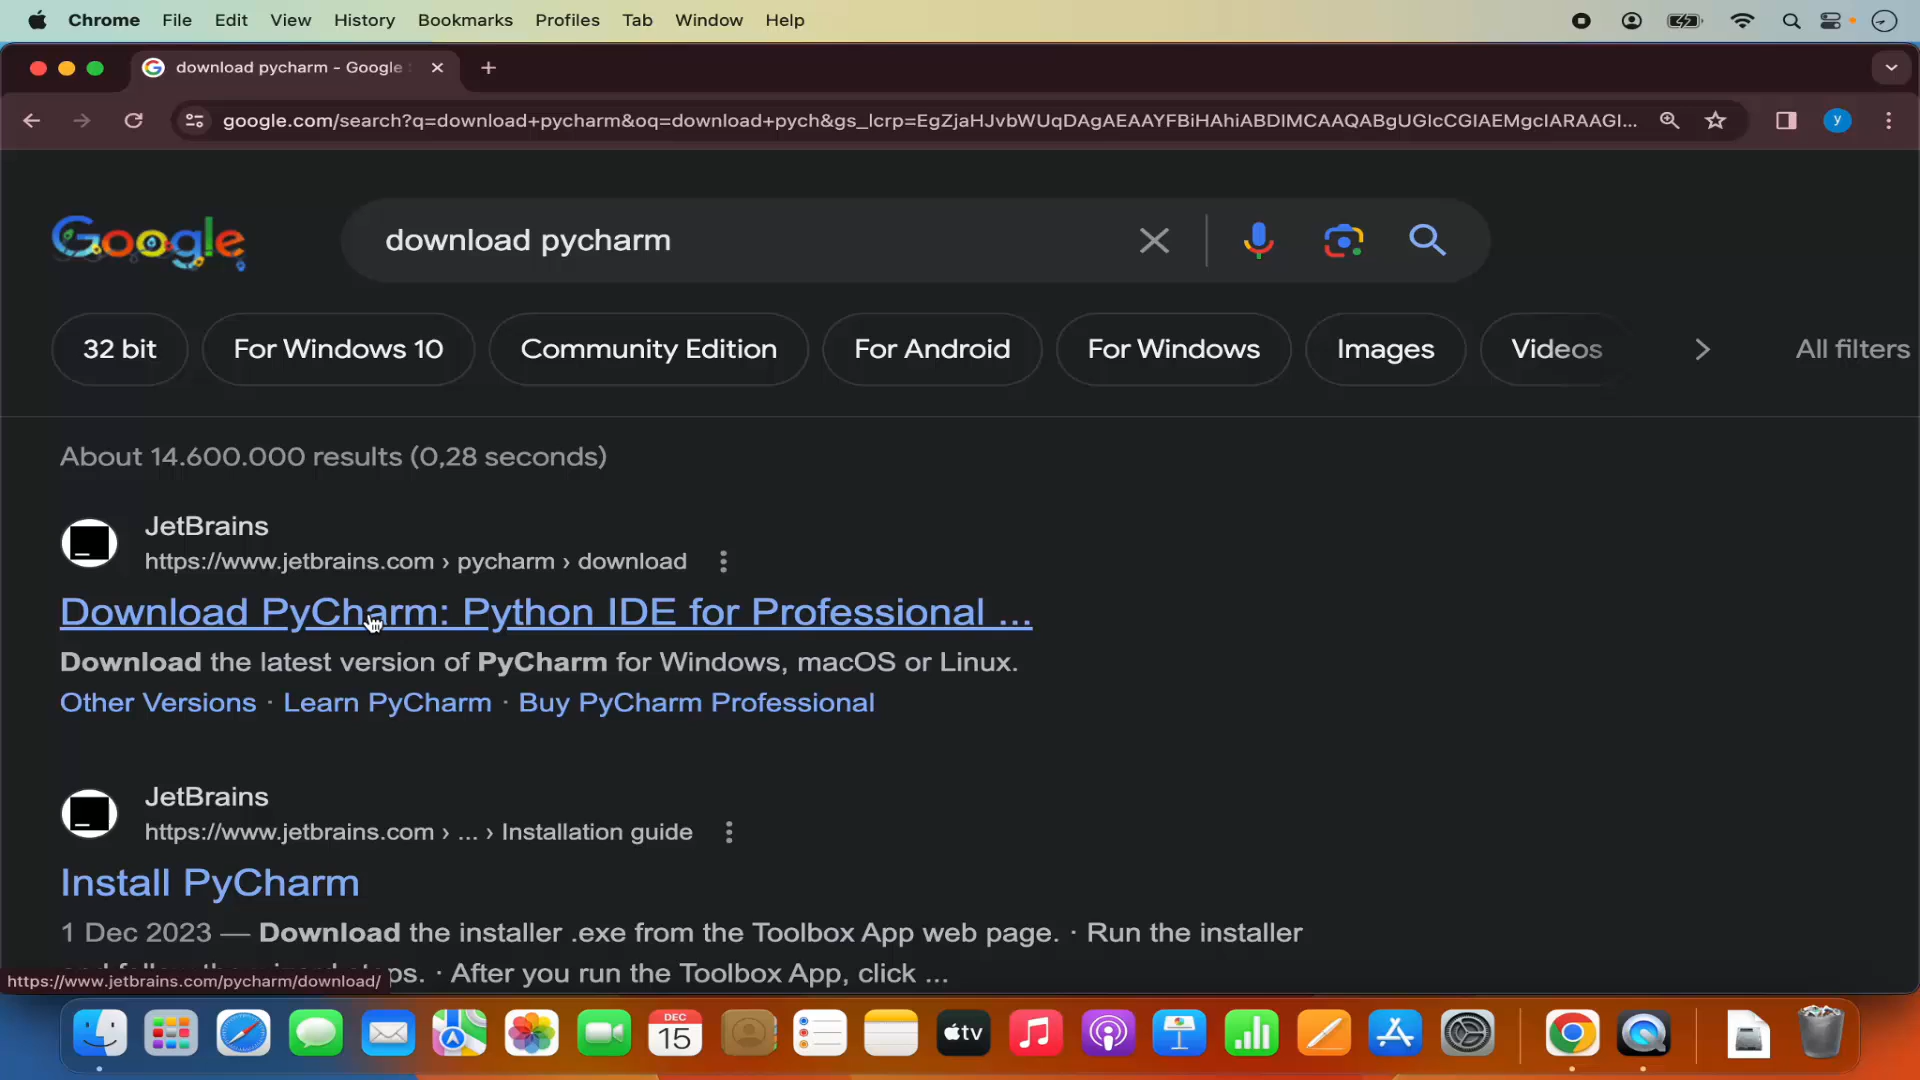 Chrome File Edit View History Bookmarks Profiles Tab Window Help
download pycharm - Google
google.com/search?q=download+pycharm&oq=download+pych&gs_lcrp=EgZjaHJvbWUqDAgAEAAYFBiHAhiABDIMCAAQABgUGIcCGIAEMgcIARAAGI...
y
Google
download pycharm
32 bit For Windows 10 Community Edition For Android For Windows Images Videos All filters
About 14.600.000 results (0,28 seconds)
JetBrains
https://www.jetbrains.com › pycharm › download
Download PyCharm: Python IDE for Professional ...
Download the latest version of PyCharm for Windows, macOS or Linux.
Other Versions · Learn PyCharm · Buy PyCharm Professional
JetBrains
https://www.jetbrains.com › ... › Installation guide
Install PyCharm
1 Dec 2023 — Download the installer .exe from the Toolbox App web page. · Run the installer
· After you run the Toolbox App, click ...
https://www.jetbrains.com/pycharm/download/
DEC
15
tv